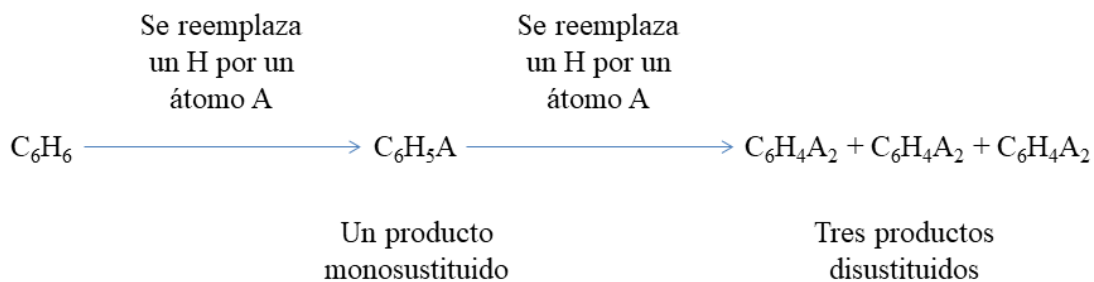 Se reemplaza
un H por un
átomo A
Se reemplaza
un H por un
átomo A
C₆H₆ → C₆H₅A → C₆H₄A₂ + C₆H₄A₂ + C₆H₄A₂
Un producto
monosustituido
Tres productos
disustituidos